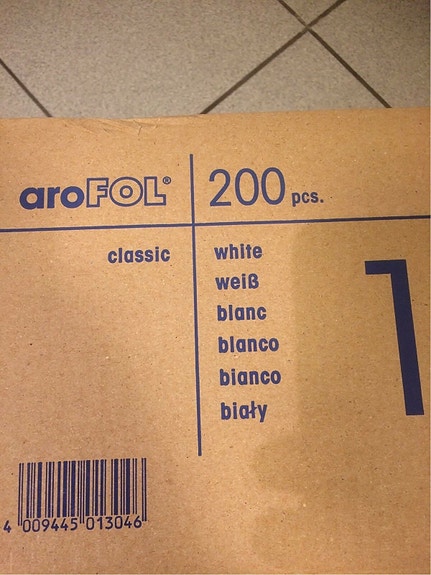 aroFOL® 200 pcs.
classic
white
weiß
blanc
blanco
bianco
biały
1
4 009445 013046